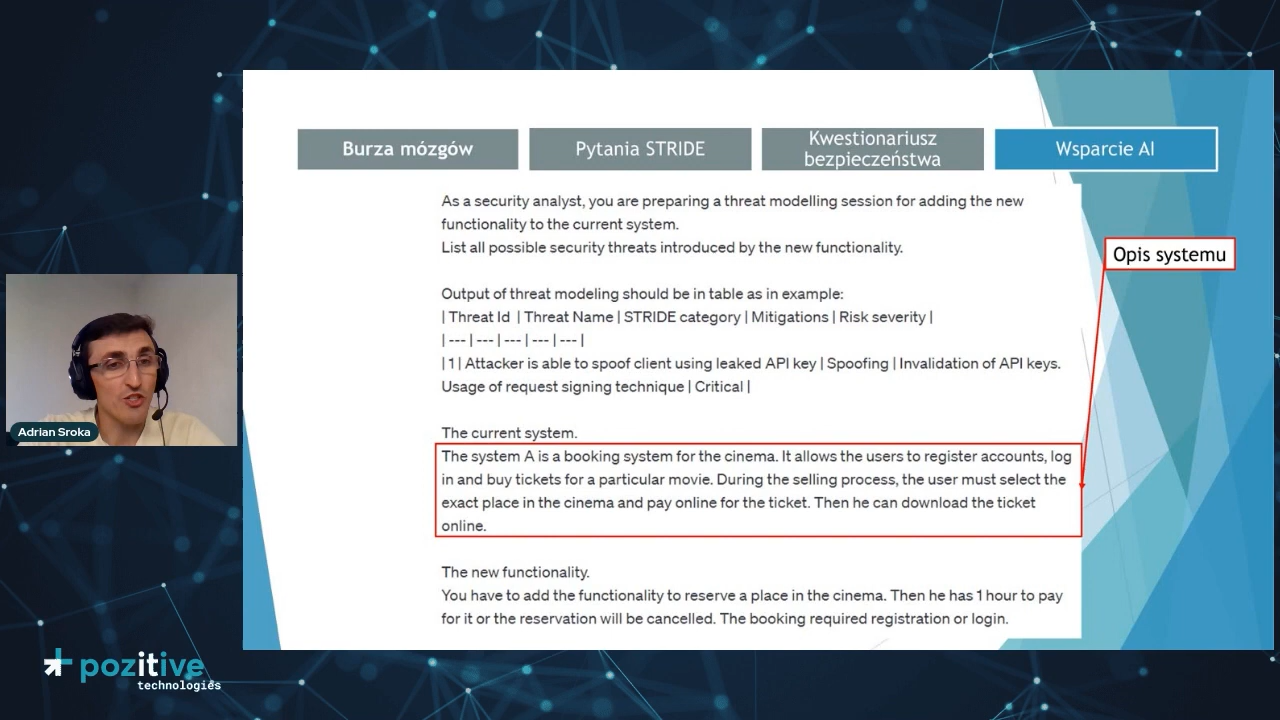 Burza mózgów
Pytania STRIDE
Kwestionariusz
bezpieczeństwa
Wsparcie AI
As a security analyst, you are preparing a threat modelling session for adding the new
functionality to the current system.
List all possible security threats introduced by the new functionality.
Opis systemu
Output of threat modeling should be in table as in example:
| Threat Id | Threat Name | STRIDE category | Mitigations | Risk severity |
| --- | --- | --- | --- | --- |
| 1 | Attacker is able to spoof client using leaked API key | Spoofing | Invalidation of API keys.
Usage of request signing technique | Critical |
The current system.
The system A is a booking system for the cinema. It allows the users to register accounts, log
in and buy tickets for a particular movie. During the selling process, the user must select the
exact place in the cinema and pay online for the ticket. Then he can download the ticket
online.
The new functionality.
You have to add the functionality to reserve a place in the cinema. Then he has 1 hour to pay
for it or the reservation will be cancelled. The booking required registration or login.
Adrian Sroka
pozitive
technologies